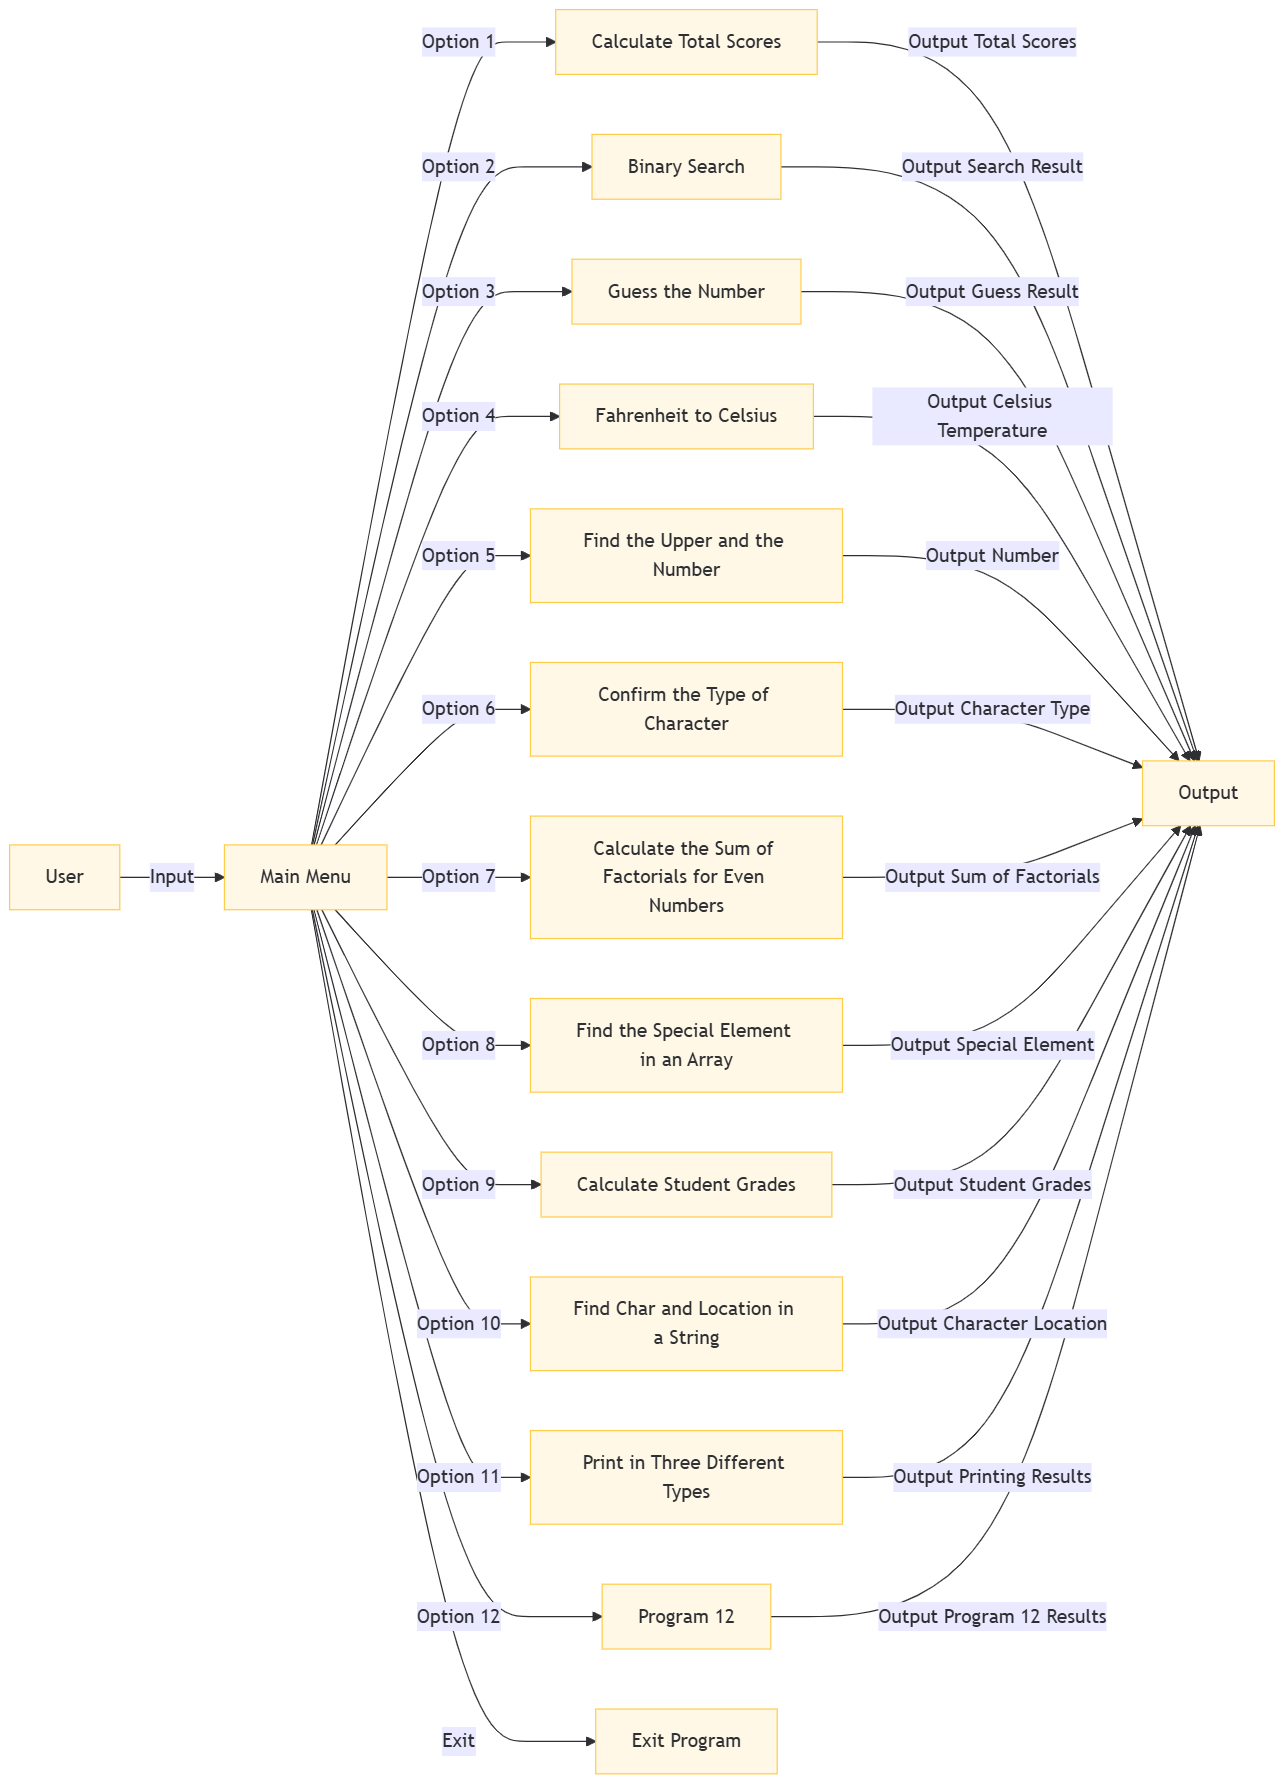 Option 1
Calculate Total Scores
Output Total Scores
Option 2
Binary Search
Output Search Result
Option 3
Guess the Number
Output Guess Result
Option 4
Fahrenheit to Celsius
Output Celsius
Temperature
Option 5
Find the Upper and the
Number
Output Number
Option 6
Confirm the Type of
Character
Output Character Type
Output
User
Input
Main Menu
Option 7
Calculate the Sum of
Factorials for Even
Numbers
Output Sum of Factorials
Option 8
Find the Special Element
in an Array
Output Special Element
Option 9
Calculate Student Grades
Output Student Grades
Option 10
Find Char and Location in
a String
Output Character Location
Option 11
Print in Three Different
Types
Output Printing Results
Option 12
Program 12
Output Program 12 Results
Exit
Exit Program